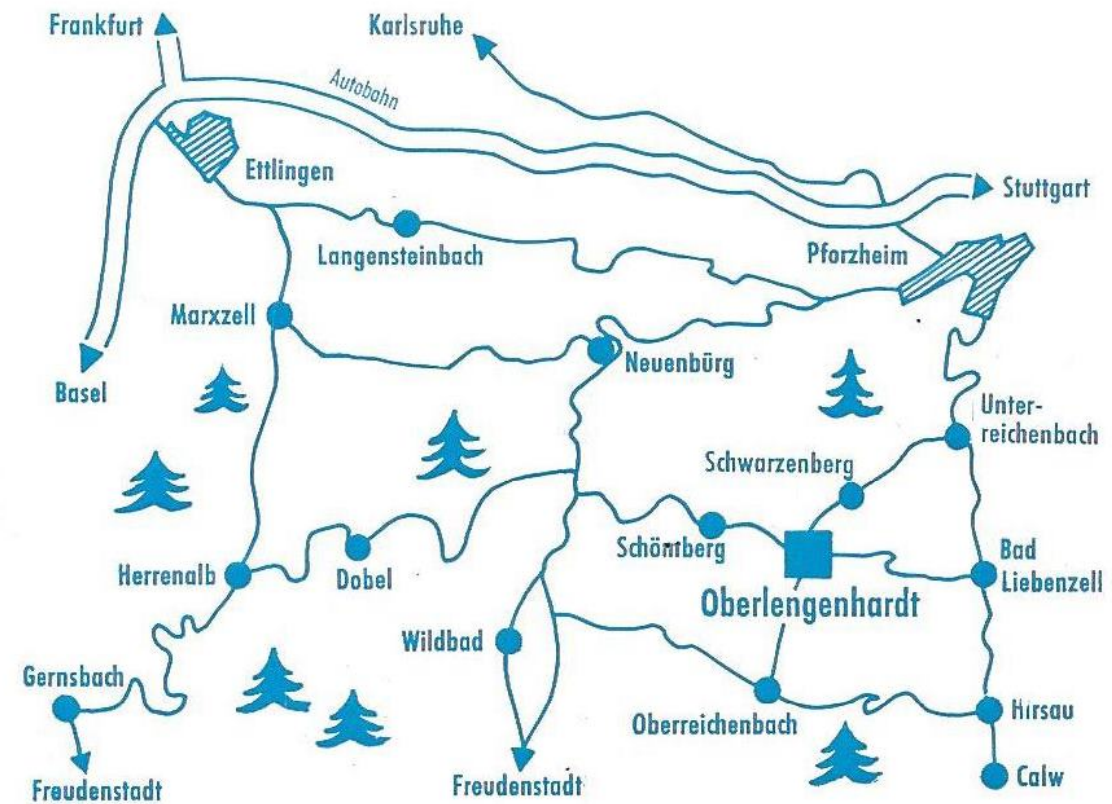 Frankfurt
Karlsruhe
Autobahn
Ettlingen
Stuttgart
Langensteinbach
Pforzheim
Marxzell
Neuenbürg
Basel
Unter-
reichenbach
Schwarzenberg
Schömberg
Bad
Liebenzell
Herrenalb
Dobel
Oberlengenhardt
Wildbad
Gernsbach
Oberreichenbach
Hirsau
Freudenstadt
Freudenstadt
Calw